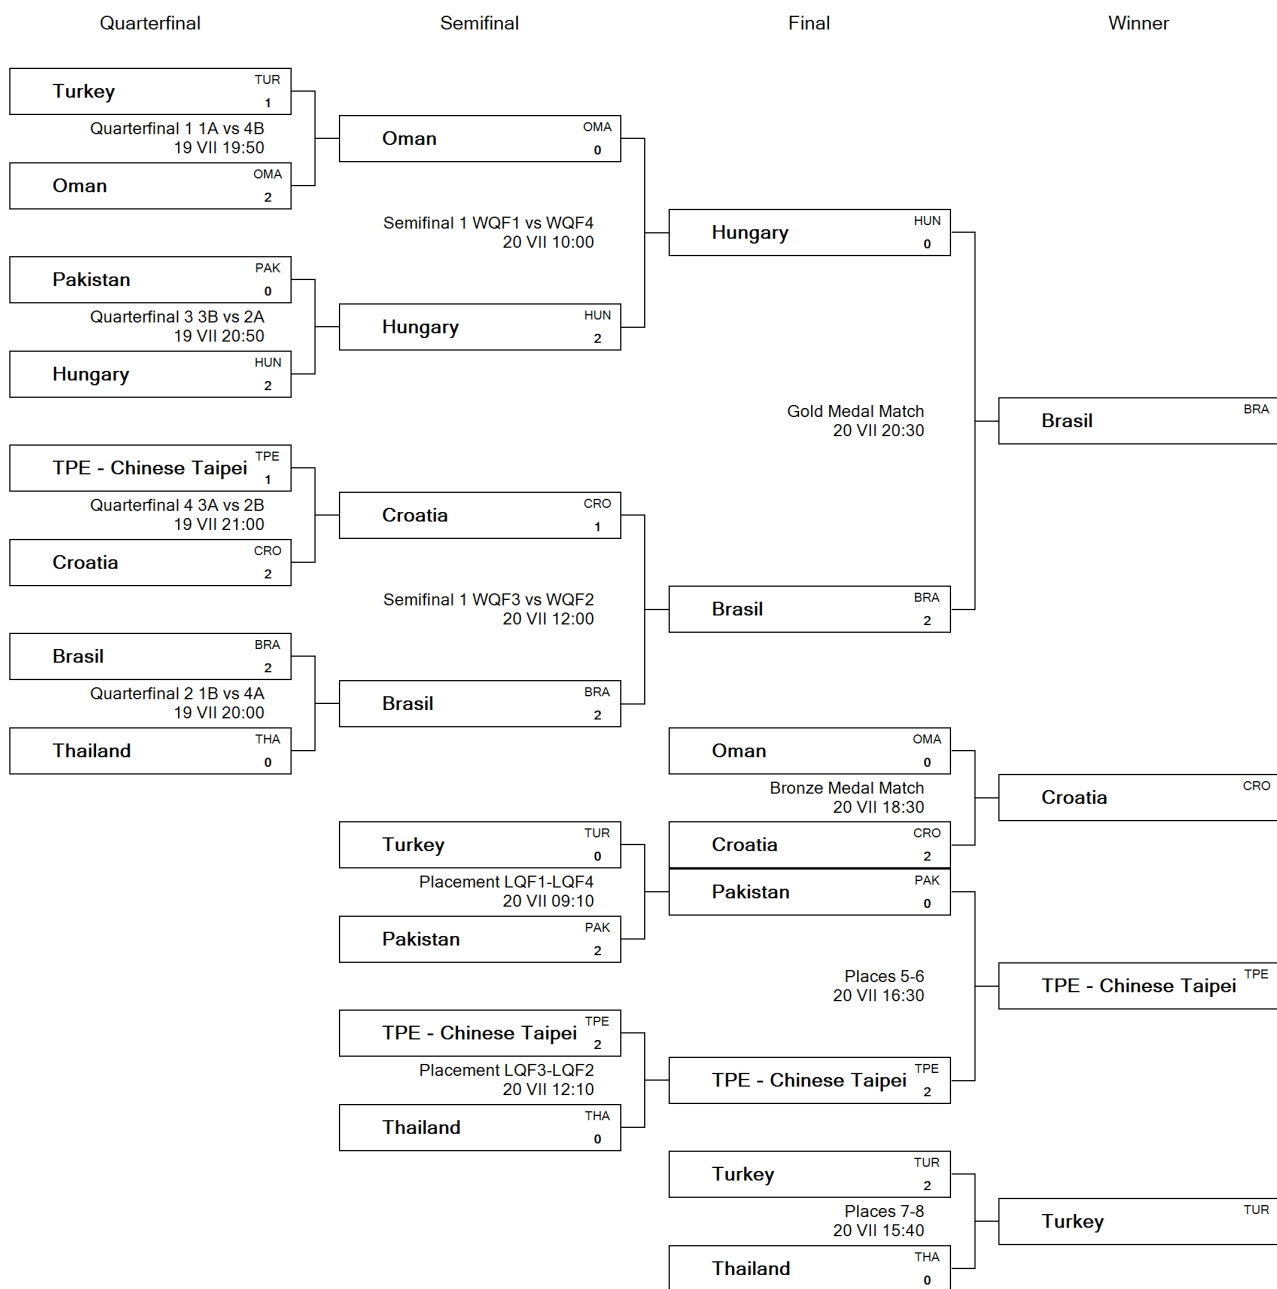 Quarterfinal
Semifinal
Final
Winner
Turkey TUR
1
Quarterfinal 1 1A vs 4B
19 VII 19:50
Oman OMA
2
Pakistan PAK
0
Quarterfinal 3 3B vs 2A
19 VII 20:50
Hungary HUN
2
TPE - Chinese Taipei TPE
1
Quarterfinal 4 3A vs 2B
19 VII 21:00
Croatia CRO
2
Brasil BRA
2
Quarterfinal 2 1B vs 4A
19 VII 20:00
Thailand THA
0
Oman OMA
0
Semifinal 1 WQF1 vs WQF4
20 VII 10:00
Hungary HUN
2
Croatia CRO
1
Semifinal 1 WQF3 vs WQF2
20 VII 12:00
Brasil BRA
2
Turkey TUR
0
Placement LQF1-LQF4
20 VII 09:10
Pakistan PAK
2
TPE - Chinese Taipei TPE
2
Placement LQF3-LQF2
20 VII 12:10
Thailand THA
0
Hungary HUN
0
Gold Medal Match
20 VII 20:30
Brasil BRA
2
Oman OMA
0
Bronze Medal Match
20 VII 18:30
Croatia CRO
2
Pakistan PAK
0
Places 5-6
20 VII 16:30
TPE - Chinese Taipei TPE
2
Turkey TUR
2
Places 7-8
20 VII 15:40
Thailand THA
0
Brasil BRA
Croatia CRO
TPE - Chinese Taipei TPE
Turkey TUR